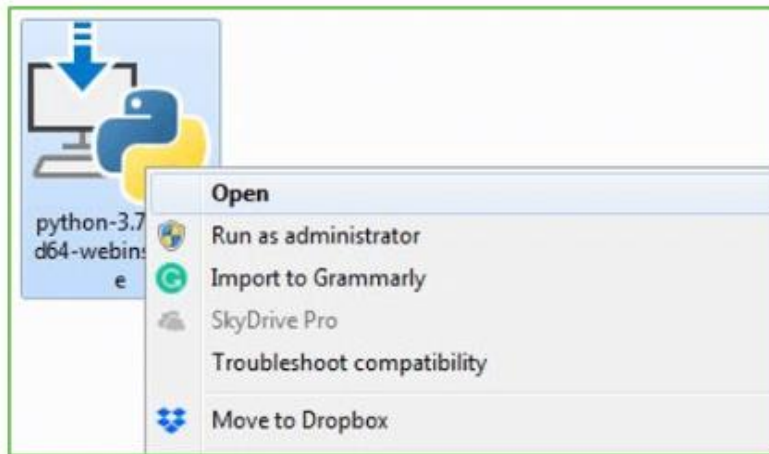 python-3.7
d64-webins
e
Open
Run as administrator
Import to Grammarly
SkyDrive Pro
Troubleshoot compatibility
Move to Dropbox